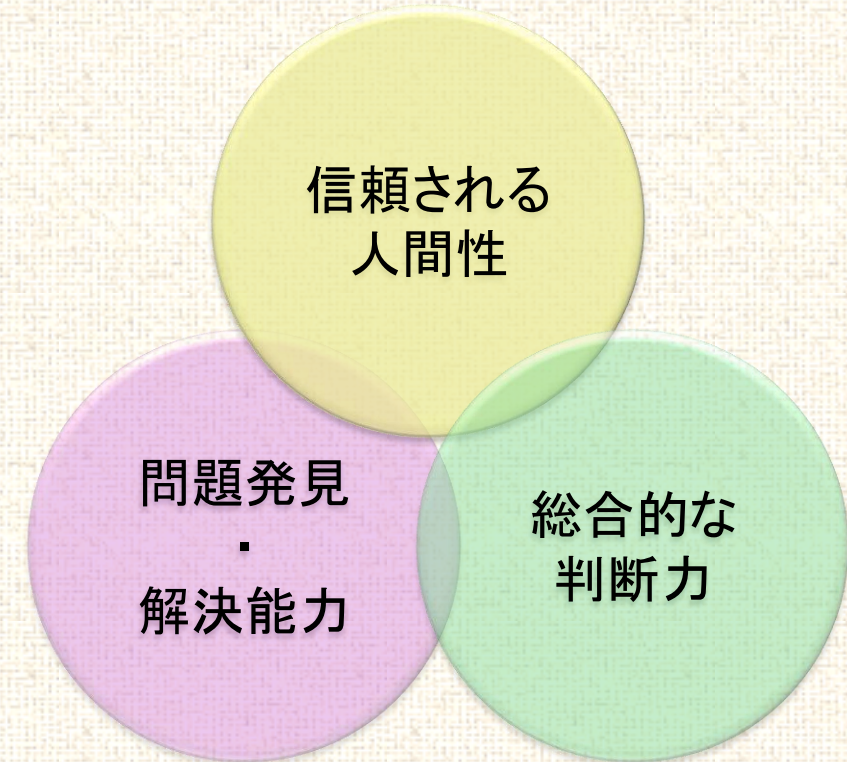 信頼される
人間性
問題発見
・
解決能力
総合的な
判断力